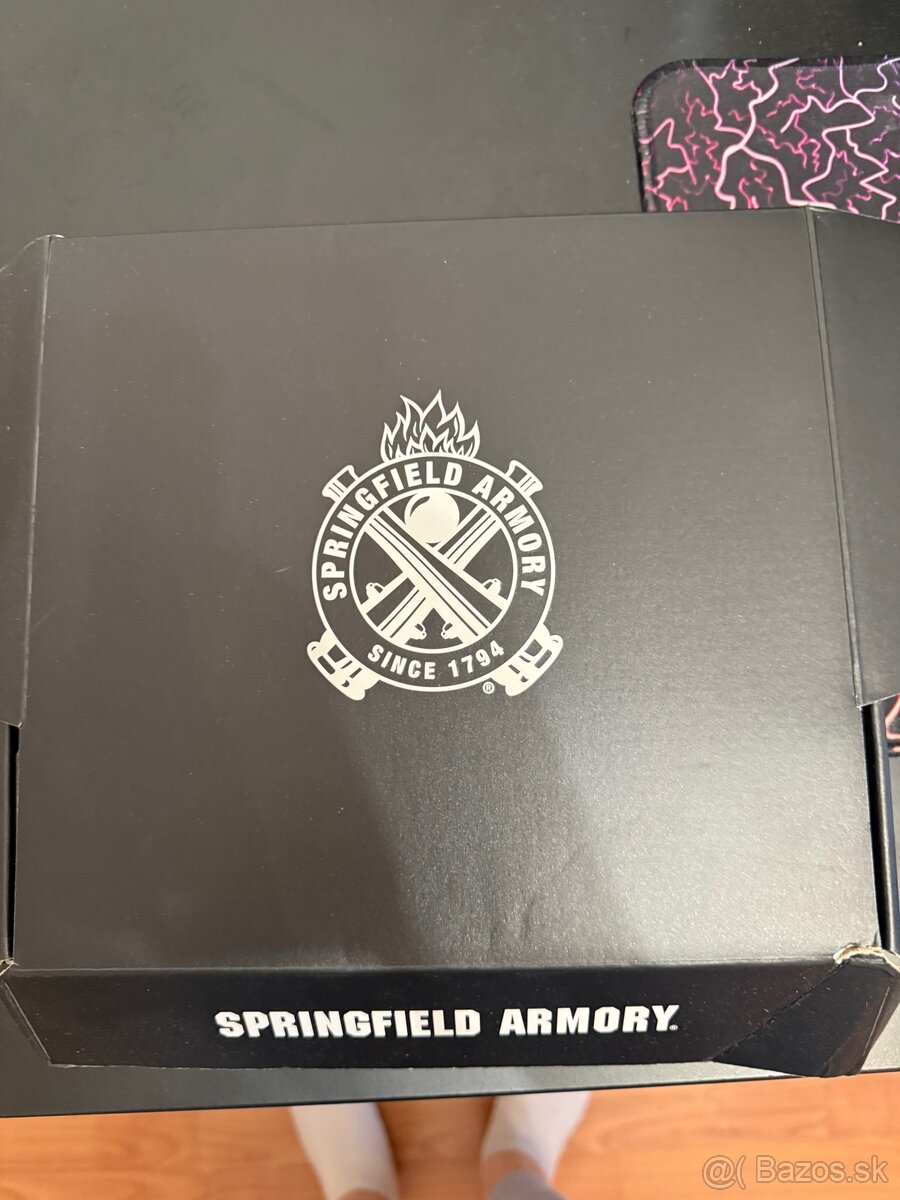 SPRINGFIELD ARMORY
SINCE 1794
®
SPRINGFIELD ARMORY.
@( Bazos.sk